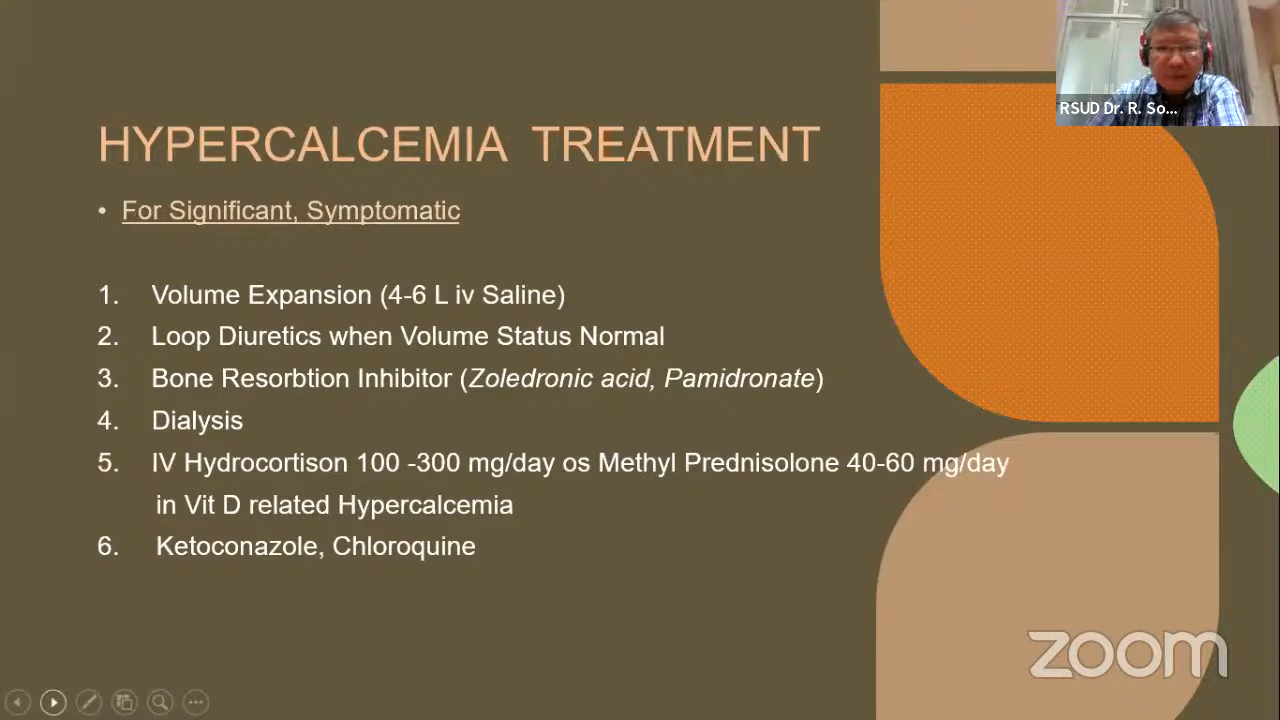 RSUD Dr. R. So...
HYPERCALCEMIA TREATMENT
• For Significant, Symptomatic
1. Volume Expansion (4-6 L iv Saline)
2. Loop Diuretics when Volume Status Normal
3. Bone Resorbtion Inhibitor (Zoledronic acid, Pamidronate)
4. Dialysis
5. IV Hydrocortison 100 -300 mg/day os Methyl Prednisolone 40-60 mg/day
in Vit D related Hypercalcemia
6. Ketoconazole, Chloroquine
zoom